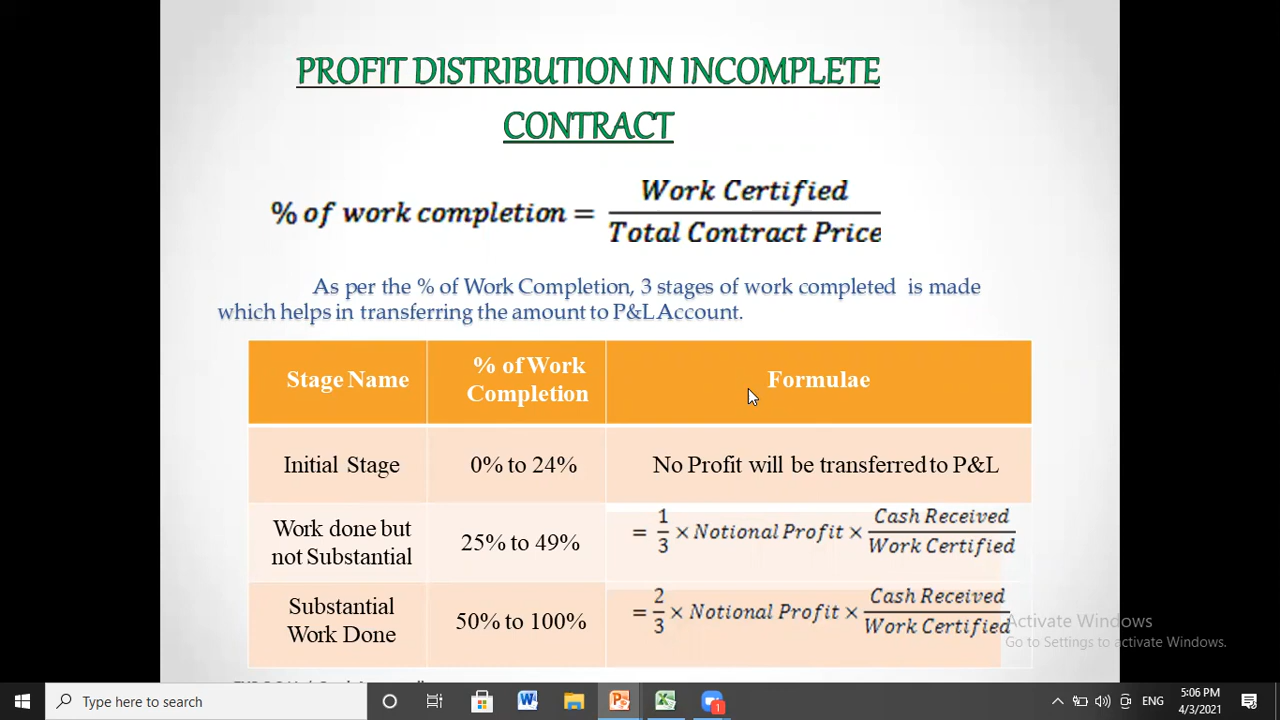 PROFIT DISTRIBUTION IN INCOMPLETE
CONTRACT
% of work completion = Work Certified / Total Contract Price
As per the % of Work Completion, 3 stages of work completed is made
which helps in transferring the amount to P&L Account.
Stage Name
% of Work
Completion
Formulae
Initial Stage
0% to 24%
No Profit will be transferred to P&L
Work done but
not Substantial
25% to 49%
= 1/3 × Notional Profit × Cash Received / Work Certified
Substantial
Work Done
50% to 100%
= 2/3 × Notional Profit × Cash Received / Work Certified
Activate Windows
Go to Settings to activate Windows.
Type here to search
1
ENG
5:06 PM
4/3/2021